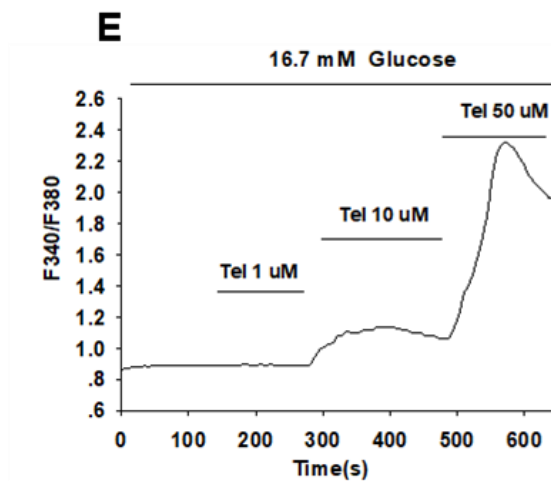 E
16.7 mM Glucose
2.6
2.4
2.2
2.0
1.8
1.6
1.4
1.2
1.0
.8
.6
F340/F380
Tel 50 uM
Tel 10 uM
Tel 1 uM
0 100 200 300 400 500 600
Time(s)